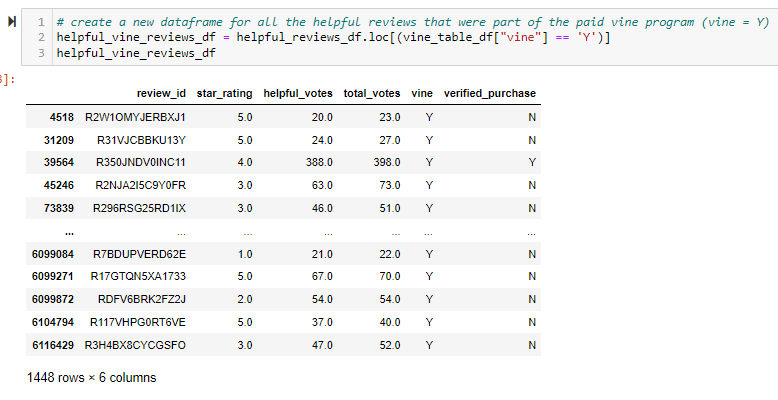 1 # create a new dataframe for all the helpful reviews that were part of the paid vine program (vine = Y)
2 helpful_vine_reviews_df = helpful_reviews_df.loc[(vine_table_df["vine"] == 'Y')]
3 helpful_vine_reviews_df
]:
review_id star_rating helpful_votes total_votes vine verified_purchase
4518 R2W1OMYJERBXJ1 5.0 20.0 23.0 Y N
31209 R31VJCBBKU13Y 5.0 24.0 27.0 Y N
39564 R350JNDV0INC11 4.0 388.0 398.0 Y Y
45246 R2NJA2I5C9Y0FR 3.0 63.0 73.0 Y N
73839 R296RSG25RD1IX 3.0 46.0 51.0 Y N
... ... ... ... ... ... ...
6099084 R7BDUPVERD62E 1.0 21.0 22.0 Y N
6099271 R17GTQN5XA1733 5.0 67.0 70.0 Y N
6099872 RDFV6BRK2FZ2J 2.0 54.0 54.0 Y N
6104794 R117VHPG0RT6VE 5.0 37.0 40.0 Y N
6116429 R3H4BX8CYCGSFO 3.0 47.0 52.0 Y N
1448 rows × 6 columns